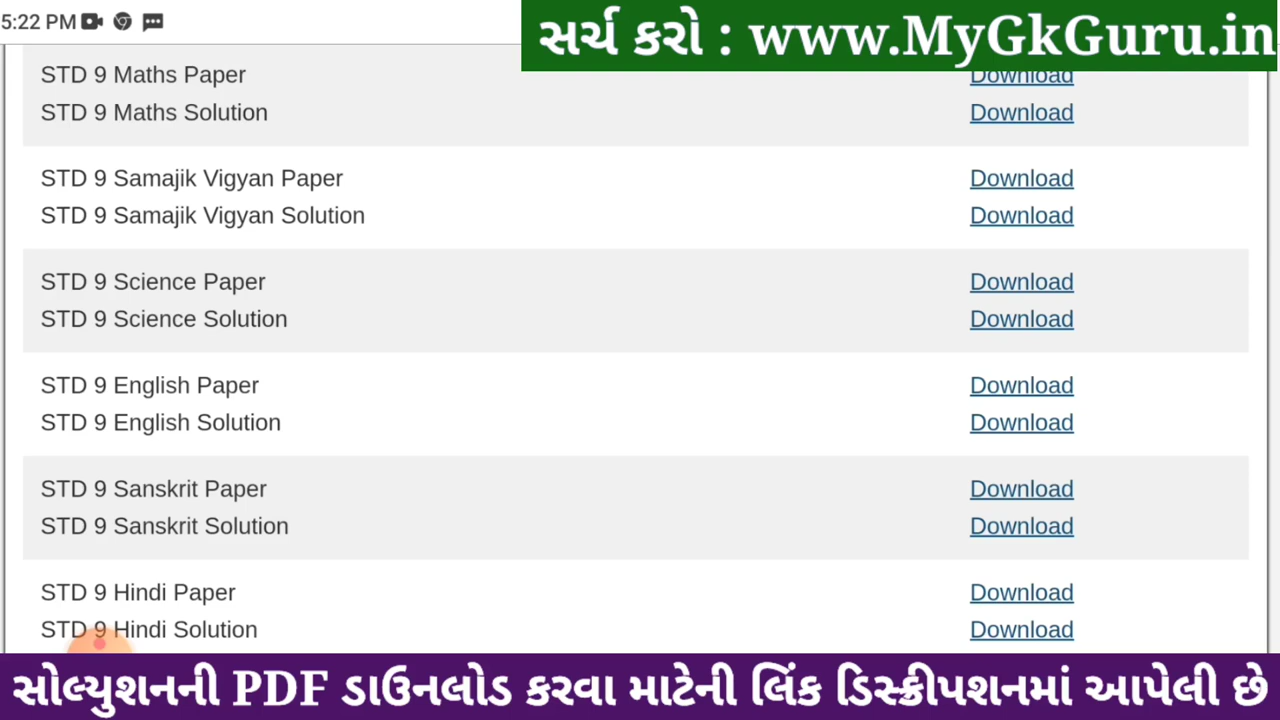 5:22 PM
સર્ચ કરો : www.MyGkGuru.in
STD 9 Maths Paper Download
STD 9 Maths Solution Download
STD 9 Samajik Vigyan Paper Download
STD 9 Samajik Vigyan Solution Download
STD 9 Science Paper Download
STD 9 Science Solution Download
STD 9 English Paper Download
STD 9 English Solution Download
STD 9 Sanskrit Paper Download
STD 9 Sanskrit Solution Download
STD 9 Hindi Paper Download
STD 9 Hindi Solution Download
સોલ્યુશનની PDF ડાઉનલોડ કરવા માટેની લિંક ડિસ્ક્રીપશનમાં આપેલી છે